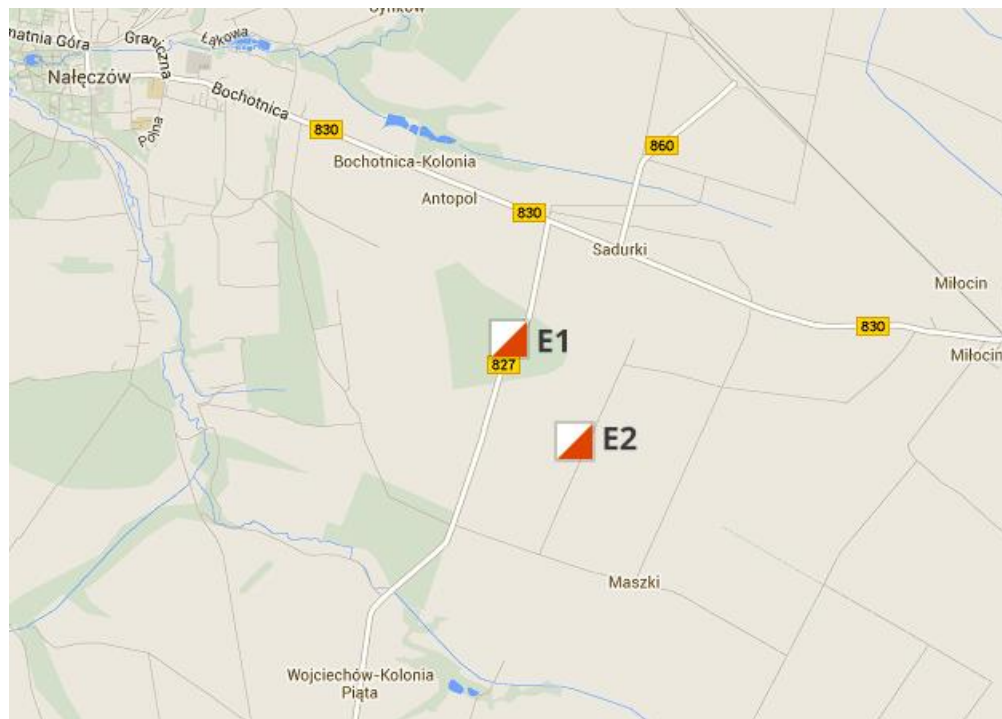 natnia Góra
Graniczna
Łąkowa
Nałęczów
Bochotnica
Polna
830
Bochotnica-Kolonia
860
Antopol
830
Sadurki
Miłocin
830
Miłocin
E1
827
E2
Maszki
Wojciechów-Kolonia
Piąta